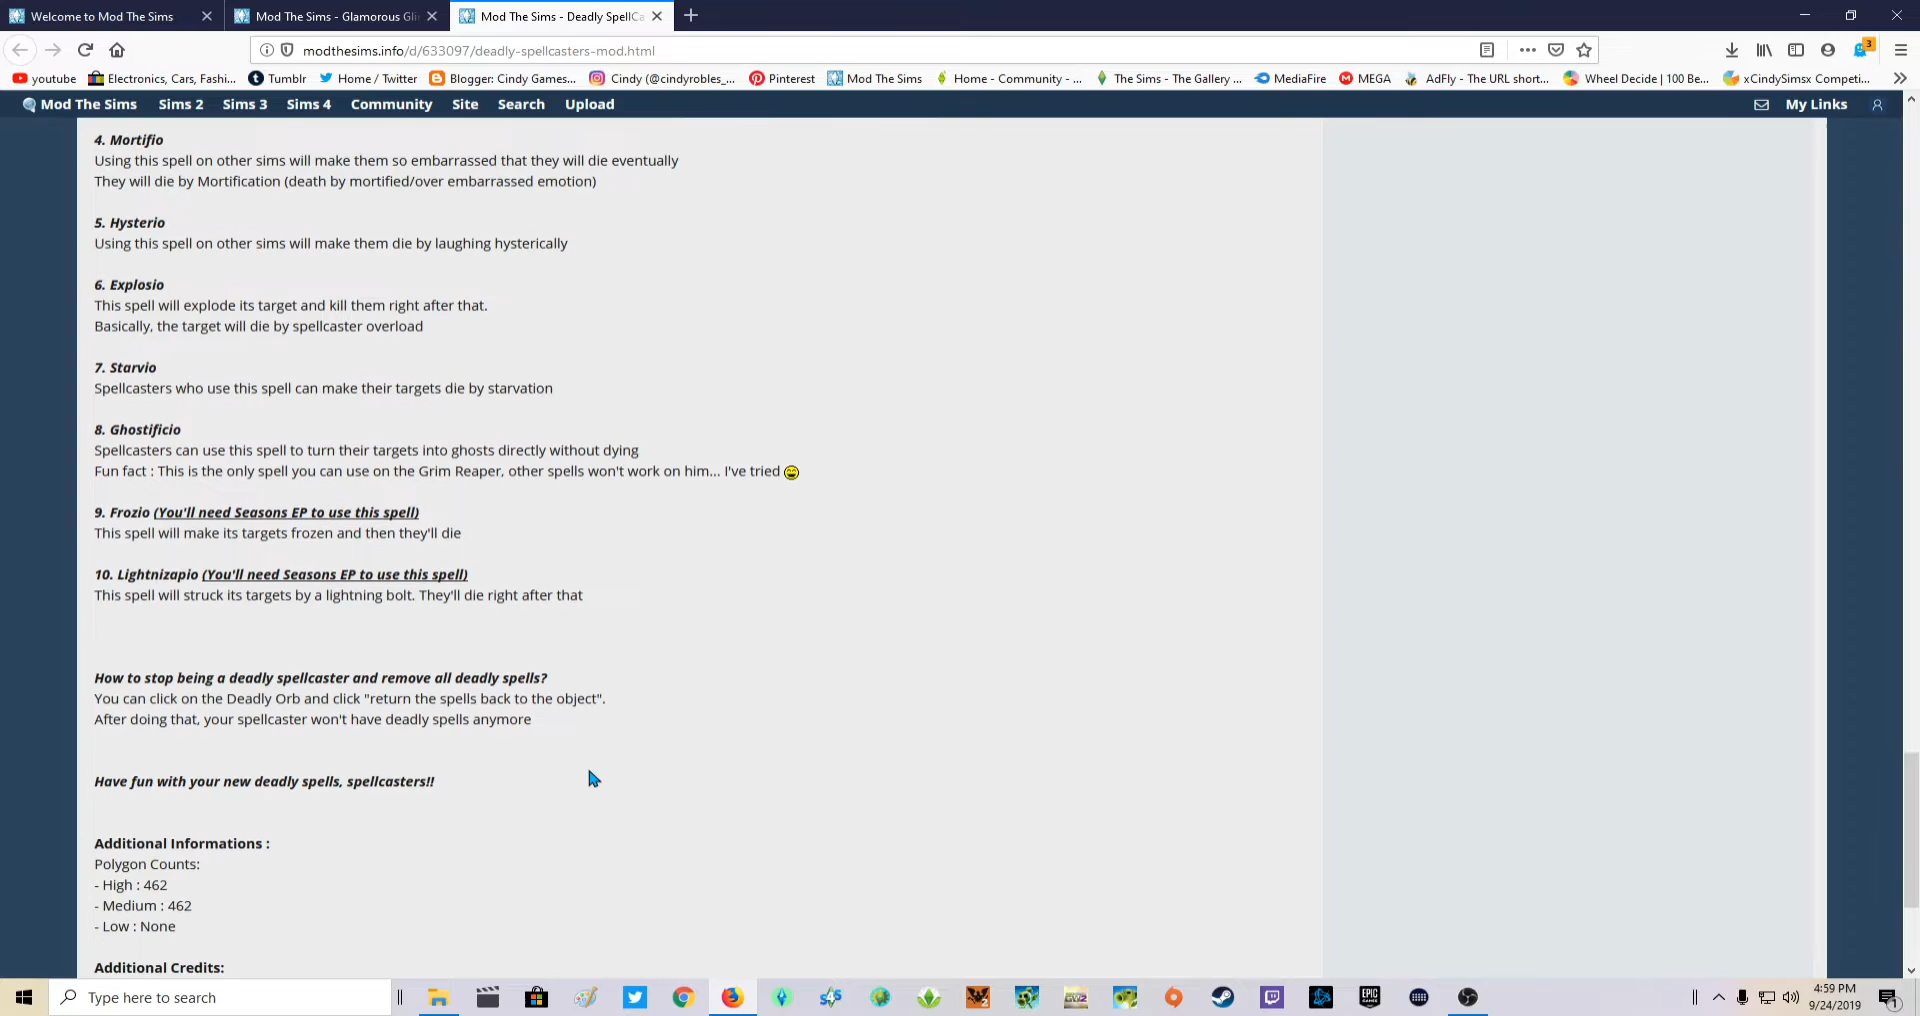 Welcome to Mod The Sims
Mod The Sims - Glamorous Gli
Mod The Sims - Deadly SpellCa
modthesims.info/d/633097/deadly-spellcasters-mod.html
3
youtube
Electronics, Cars, Fashi...
Tumblr
Home / Twitter
Blogger: Cindy Games...
Cindy (@cindyrobles_...
Pinterest
Mod The Sims
Home - Community - ...
The Sims - The Gallery ...
MediaFire
MEGA
AdFly - The URL short...
Wheel Decide | 100 Be...
xCindySimsx Competi...
Mod The Sims
Sims 2
Sims 3
Sims 4
Community
Site
Search
Upload
My Links
4. Mortifio
Using this spell on other sims will make them so embarrassed that they will die eventually
They will die by Mortification (death by mortified/over embarrassed emotion)
5. Hysterio
Using this spell on other sims will make them die by laughing hysterically
6. Explosio
This spell will explode its target and kill them right after that.
Basically, the target will die by spellcaster overload
7. Starvio
Spellcasters who use this spell can make their targets die by starvation
8. Ghostificio
Spellcasters can use this spell to turn their targets into ghosts directly without dying
Fun fact : This is the only spell you can use on the Grim Reaper, other spells won't work on him... I've tried
9. Frozio (You'll need Seasons EP to use this spell)
This spell will make its targets frozen and then they'll die
10. Lightnizapio (You'll need Seasons EP to use this spell)
This spell will struck its targets by a lightning bolt. They'll die right after that
How to stop being a deadly spellcaster and remove all deadly spells?
You can click on the Deadly Orb and click "return the spells back to the object".
After doing that, your spellcaster won't have deadly spells anymore
Have fun with your new deadly spells, spellcasters!!
Additional Informations :
Polygon Counts:
- High : 462
- Medium : 462
- Low : None
Additional Credits:
Type here to search
4:59 PM
9/24/2019
1